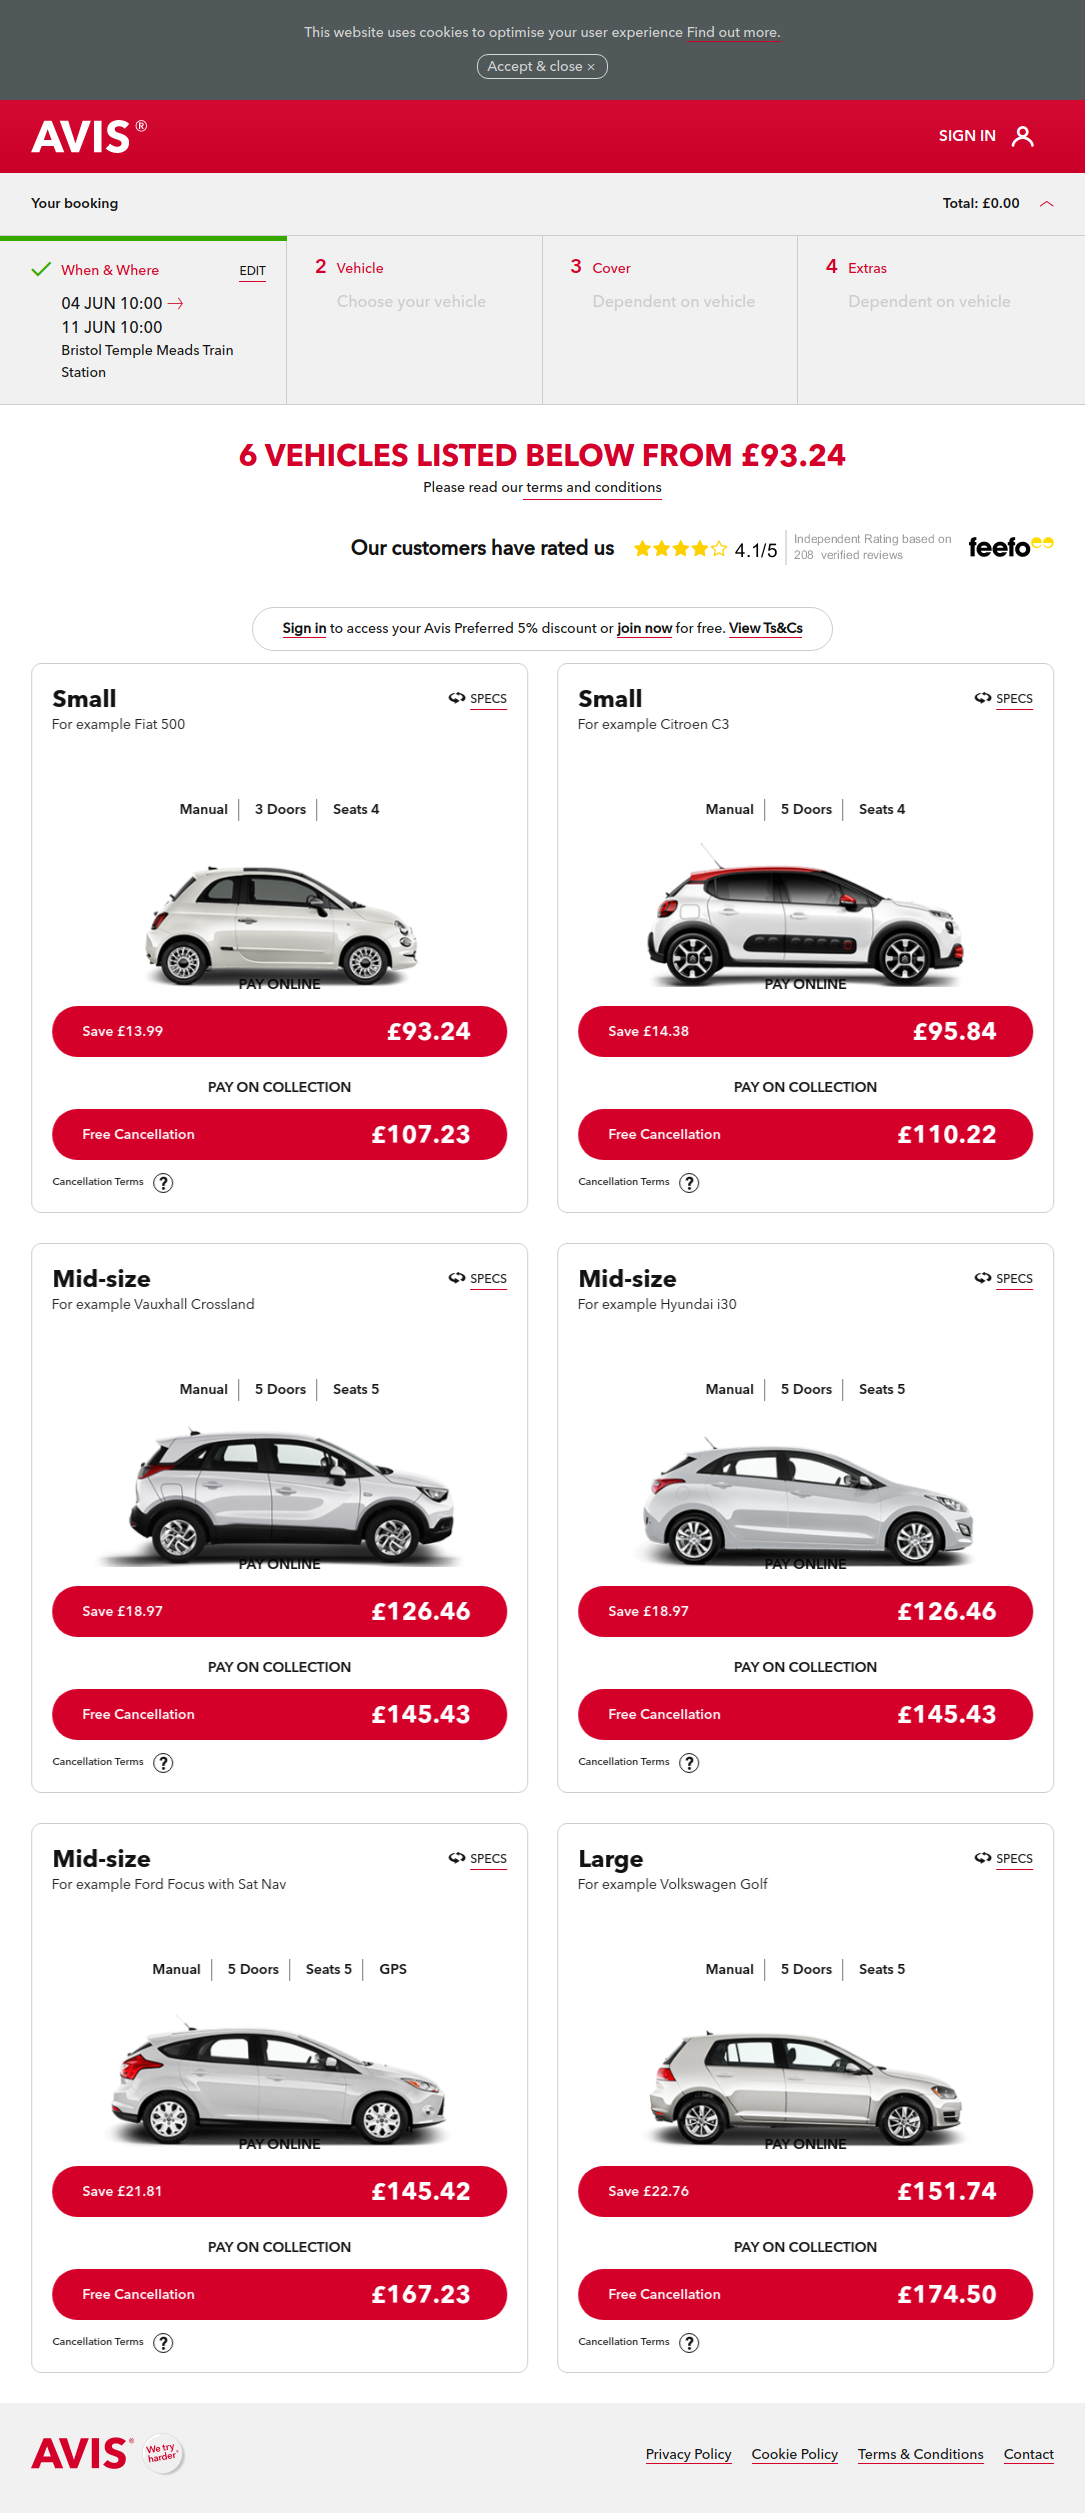 This website uses cookies to optimise your user experience Find out more.
Accept & close ×
AVIS ®
SIGN IN
Your booking
Total: £0.00
When & Where
EDIT
04 JUN 10:00
11 JUN 10:00
Bristol Temple Meads Train
Station
2 Vehicle
Choose your vehicle
3 Cover
Dependent on vehicle
4 Extras
Dependent on vehicle
6 VEHICLES LISTED BELOW FROM £93.24
Please read our terms and conditions
Our customers have rated us
4.1/5
Independent Rating based on
208 verified reviews
feefo
Sign in to access your Avis Preferred 5% discount or join now for free. View Ts&Cs
Small
SPECS
For example Fiat 500
Manual
3 Doors
Seats 4
PAY ONLINE
Save £13.99
£93.24
PAY ON COLLECTION
Free Cancellation
£107.23
Cancellation Terms ?
Small
SPECS
For example Citroen C3
Manual
5 Doors
Seats 4
PAY ONLINE
Save £14.38
£95.84
PAY ON COLLECTION
Free Cancellation
£110.22
Cancellation Terms ?
Mid-size
SPECS
For example Vauxhall Crossland
Manual
5 Doors
Seats 5
PAY ONLINE
Save £18.97
£126.46
PAY ON COLLECTION
Free Cancellation
£145.43
Cancellation Terms ?
Mid-size
SPECS
For example Hyundai i30
Manual
5 Doors
Seats 5
PAY ONLINE
Save £18.97
£126.46
PAY ON COLLECTION
Free Cancellation
£145.43
Cancellation Terms ?
Mid-size
SPECS
For example Ford Focus with Sat Nav
Manual
5 Doors
Seats 5
GPS
PAY ONLINE
Save £21.81
£145.42
PAY ON COLLECTION
Free Cancellation
£167.23
Cancellation Terms ?
Large
SPECS
For example Volkswagen Golf
Manual
5 Doors
Seats 5
PAY ONLINE
Save £22.76
£151.74
PAY ON COLLECTION
Free Cancellation
£174.50
Cancellation Terms ?
AVIS®
We try
harder
Privacy Policy
Cookie Policy
Terms & Conditions
Contact